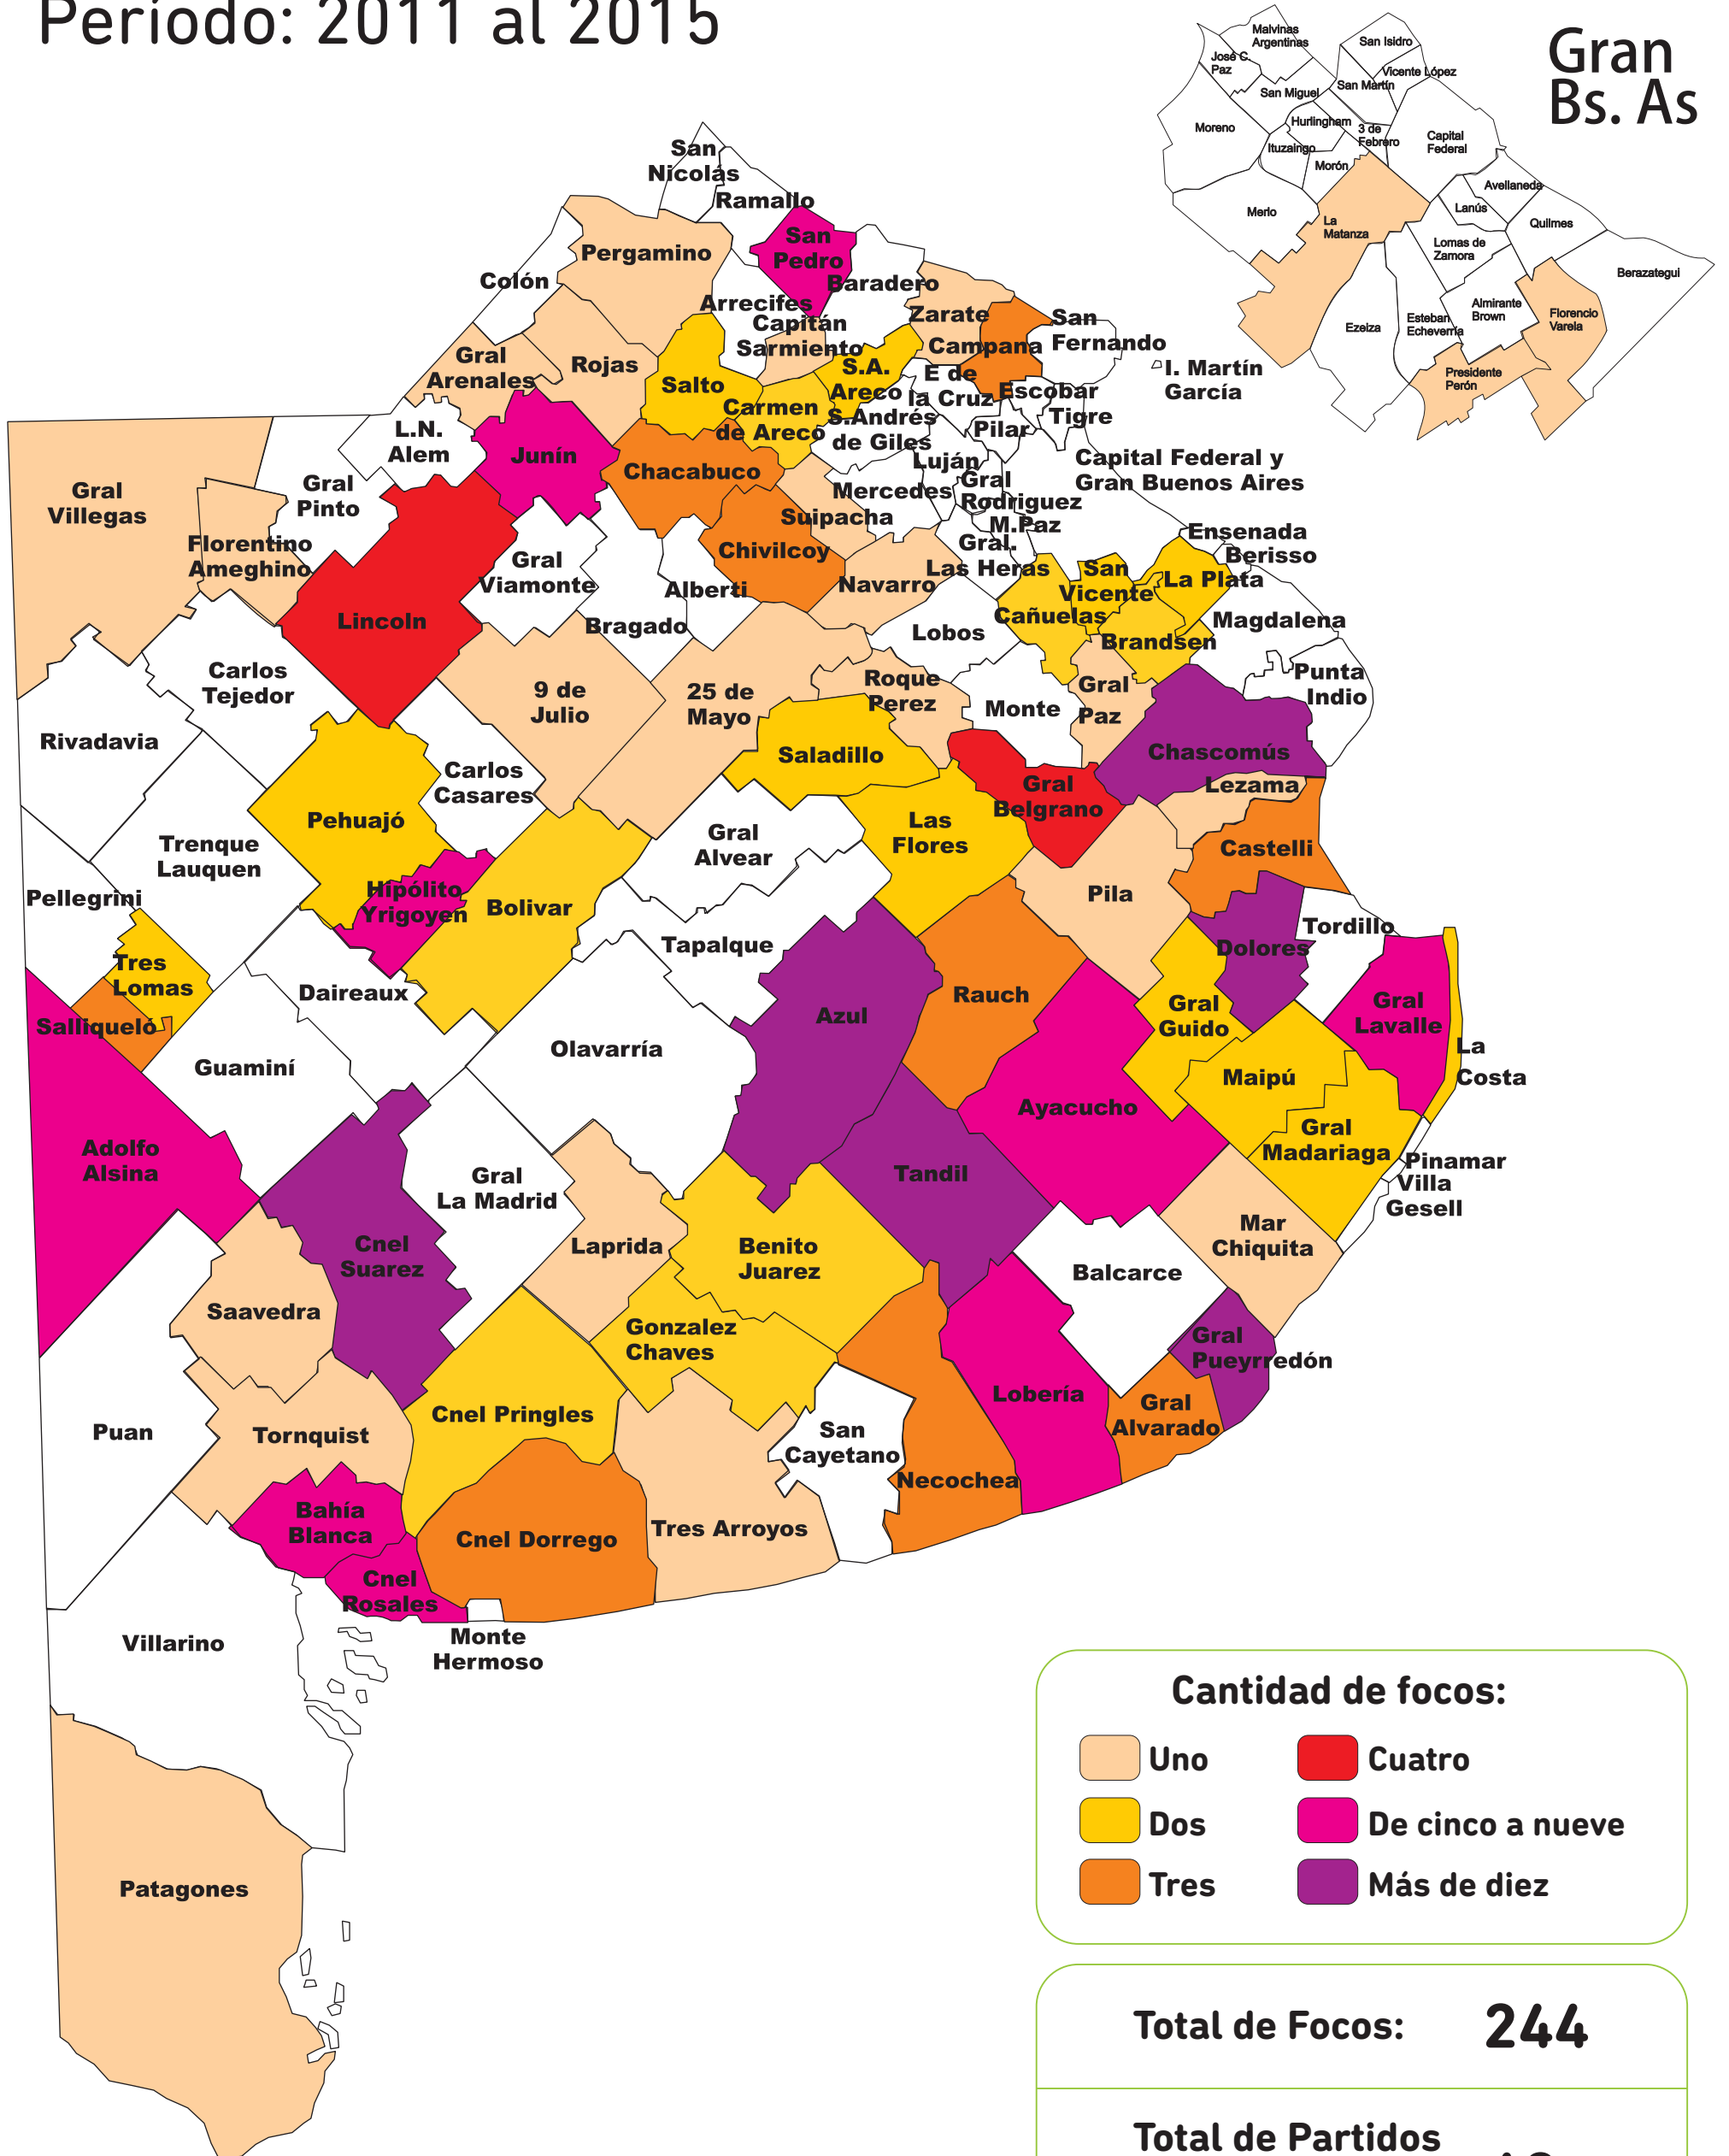 Período: 2011 al 2015
Gran
Bs. As
Malvinas
Argentinas
José C.
Paz
San Isidro
Vicente López
San Martín
San Miguel
Moreno
Hurlingham
3 de
Febrero
Capital
Federal
Ituzaingo
Morón
Avellaneda
Merlo
Lanús
La
Matanza
Quilmes
Lomas de
Zamora
Berazategui
Almirante
Brown
Florencio
Varela
Ezeiza
Esteban
Echeverría
Presidente
Perón
San
Nicolás
Ramallo
San
Pedro
Pergamino
Colón
Baradero
Arrecifes
Zarate
San
Fernando
Capitán
Sarmiento
Campana
Gral
Arenales
Rojas
S.A.
Areco
I. Martín
García
Salto
E de
la Cruz
Escobar
Carmen
de Areco
S.Andrés
de Giles
Tigre
Pilar
L.N.
Alem
Junín
Chacabuco
Luján
Capital Federal y
Gran Buenos Aires
Gral
Villegas
Gral
Pinto
Mercedes
Gral
Rodriguez
Suipacha
M.Paz
Ensenada
Berisso
Florentino
Ameghino
Gral
Viamonte
Chivilcoy
Gral.
Las Heras
San
Vicente
La Plata
Alberti
Navarro
Lincoln
Bragado
Cañuelas
Magdalena
Lobos
Brandsen
Carlos
Tejedor
9 de
Julio
25 de
Mayo
Roque
Perez
Gral
Paz
Punta
Indio
Monte
Rivadavia
Saladillo
Chascomús
Carlos
Casares
Gral
Belgrano
Lezama
Pehuajó
Trenque
Lauquen
Gral
Alvear
Las
Flores
Castelli
Pellegrini
Hipólito
Yrigoyen
Bolivar
Pila
Tordillo
Tapalque
Dolores
Tres
Lomas
Daireaux
Rauch
Salliqueló
Azul
Gral
Guido
Gral
Lavalle
Guaminí
Olavarría
La
Costa
Maipú
Ayacucho
Adolfo
Alsina
Gral
Madariaga
Gral
La Madrid
Tandil
Pinamar
Villa
Gesell
Cnel
Suarez
Laprida
Benito
Juarez
Mar
Chiquita
Balcarce
Saavedra
Gonzalez
Chaves
Gral
Pueyrredón
Lobería
Puan
Tornquist
Cnel Pringles
San
Cayetano
Gral
Alvarado
Necochea
Bahía
Blanca
Cnel Dorrego
Tres Arroyos
Cnel
Rosales
Villarino
Monte
Hermoso
Patagones
Cantidad de focos:
Uno
Cuatro
Dos
De cinco a nueve
Tres
Más de diez
Total de Focos: 244
Total de Partidos